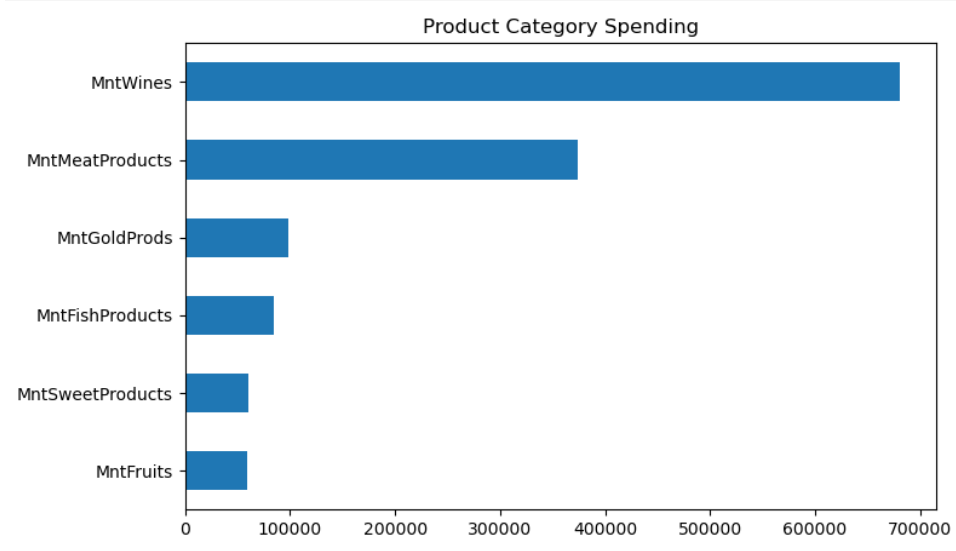 Product Category Spending
MntWines
MntMeatProducts
MntGoldProds
MntFishProducts
MntSweetProducts
MntFruits
0 100000 200000 300000 400000 500000 600000 700000